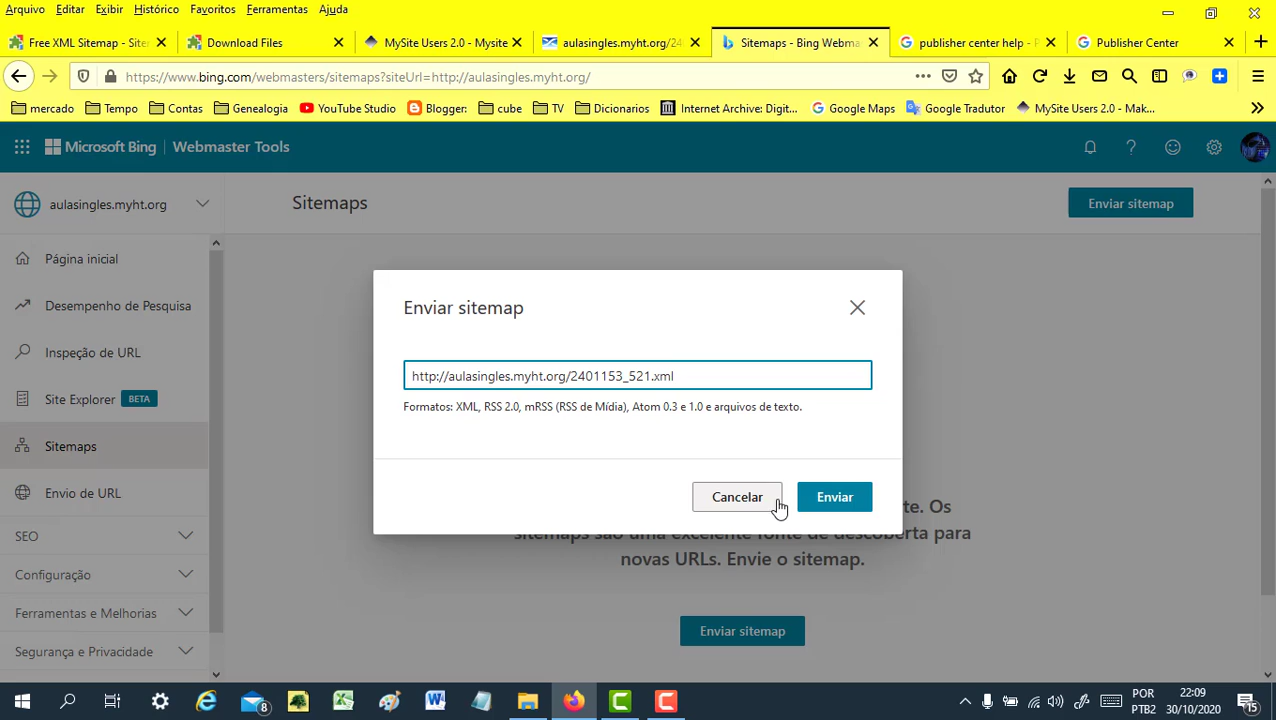 Arquivo Editar Exibir Histórico Favoritos Ferramentas Ajuda
Free XML Sitemap - Site
Download Files
MySite Users 2.0 - Mysite
aulasingles.myht.org/24
Sitemaps - Bing Webma
publisher center help - P
Publisher Center
https://www.bing.com/webmasters/sitemaps?siteUrl=http://aulasingles.myht.org/
mercado Tempo Contas Genealogia YouTube Studio Blogger: cube TV Dicionarios Internet Archive: Digit... Google Maps Google Tradutor MySite Users 2.0 - Mak...
Microsoft Bing Webmaster Tools
aulasingles.myht.org
Sitemaps
Enviar sitemap
Página inicial
Desempenho de Pesquisa
Inspeção de URL
Site Explorer BETA
Sitemaps
Envio de URL
SEO
Configuração
Ferramentas e Melhorias
Segurança e Privacidade
Enviar sitemap
http://aulasingles.myht.org/2401153_521.xml
Formatos: XML, RSS 2.0, mRSS (RSS de Mídia), Atom 0.3 e 1.0 e arquivos de texto.
Cancelar Enviar
te. Os
sitemaps são uma excelente fonte de descoberta para
novas URLs. Envie o sitemap.
Enviar sitemap
8
POR
PTB2
22:09
30/10/2020
15